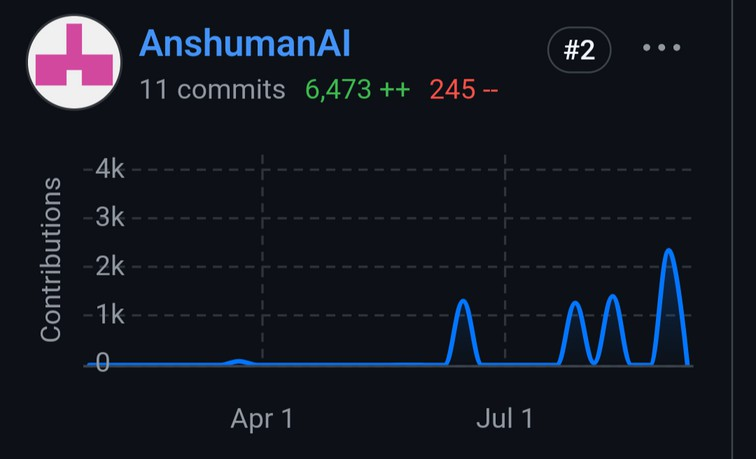 AnshumanAI
#2
11 commits 6,473 ++ 245 --
Contributions
4k
3k
2k
1k
0
Apr 1 Jul 1